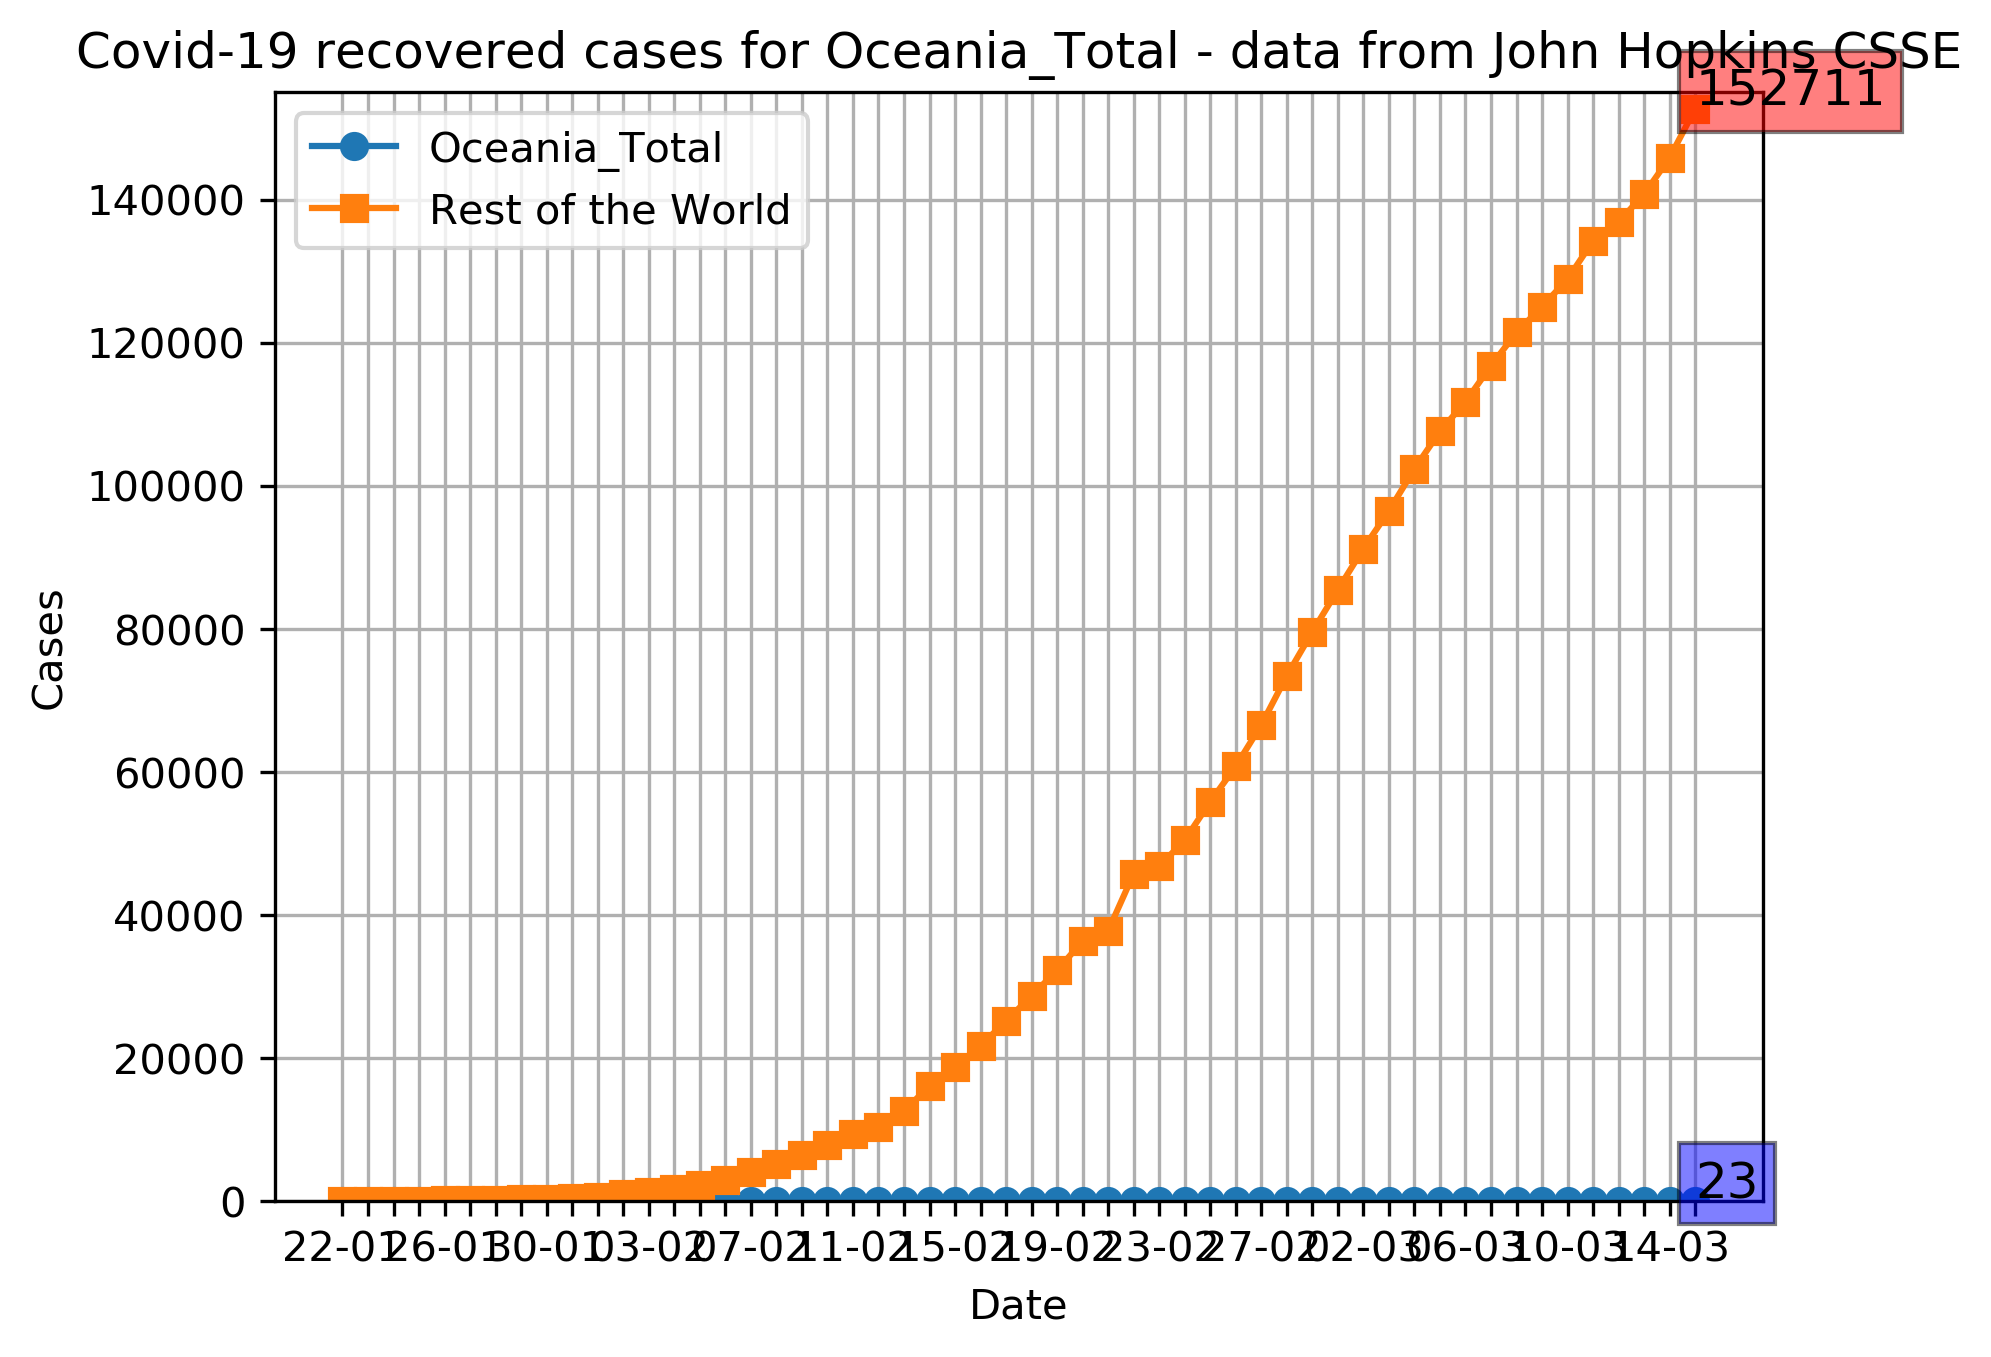 Covid-19 recovered cases for Oceania_Total - data from John Hopkins CSSE
152711
Oceania_Total
Rest of the World
140000
120000
100000
80000
60000
40000
20000
0
Cases
23
22-01 26-01 30-01 03-02 07-02 11-02 15-02 19-02 23-02 27-02 02-03 06-03 10-03 14-03
Date